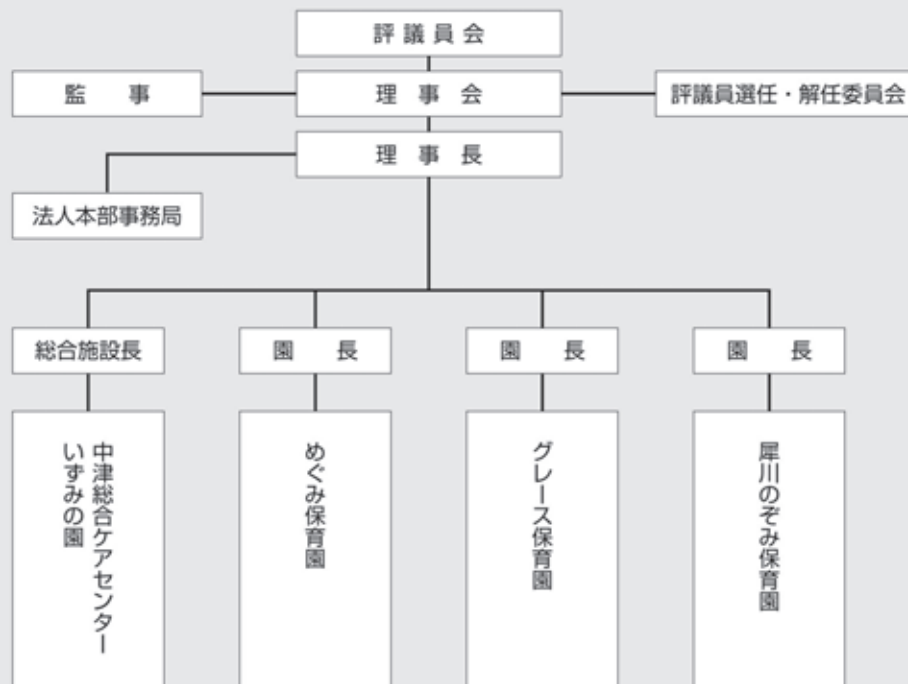 評議員会
監事
理事会
評議員選任・解任委員会
理事長
法人本部事務局
総合施設長
園長
園長
園長
中津総合ケアセンター
いずみの園
めぐみ保育園
グレース保育園
犀川のぞみ保育園